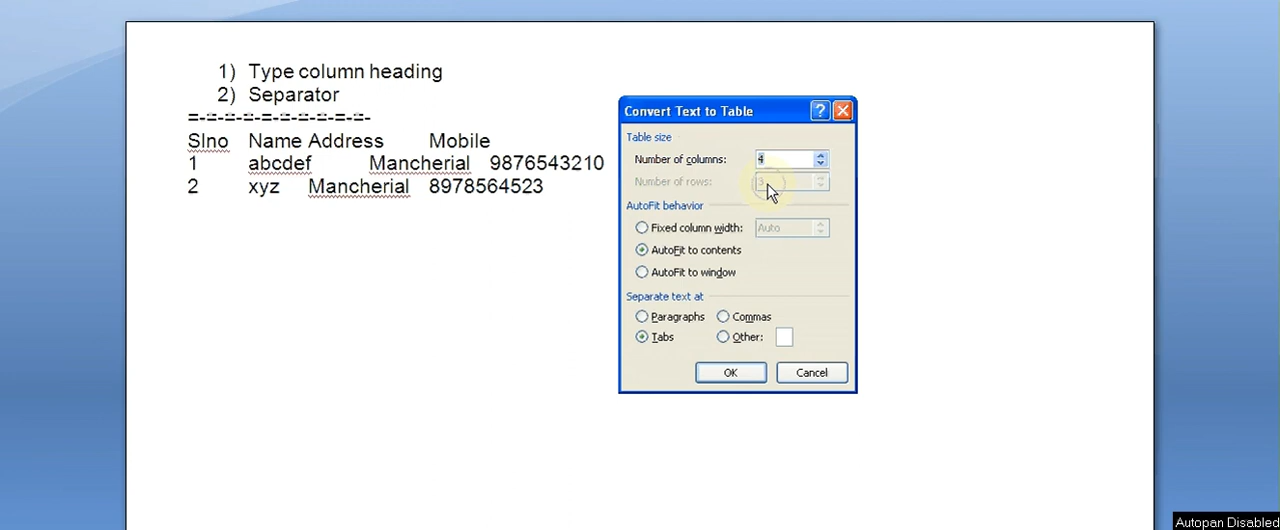 1) Type column heading
2) Separator
=-=-=-=-=-=-=-=-=-
Slno Name Address Mobile
1 abcdef Mancherial 9876543210
2 xyz Mancherial 8978564523
Convert Text to Table
Table size
Number of columns: 4
Number of rows: 3
AutoFit behavior
Fixed column width: Auto
AutoFit to contents
AutoFit to window
Separate text at
Paragraphs Commas
Tabs Other:
OK Cancel
Autopan Disabled